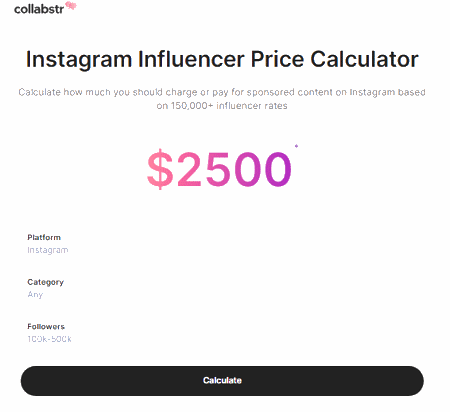 collabstr
Instagram Influencer Price Calculator
Calculate how much you should charge or pay for sponsored content on Instagram based
on 150,000+ influencer rates
$2500*
Platform
Instagram
Category
Any
Followers
100k-500k
Calculate